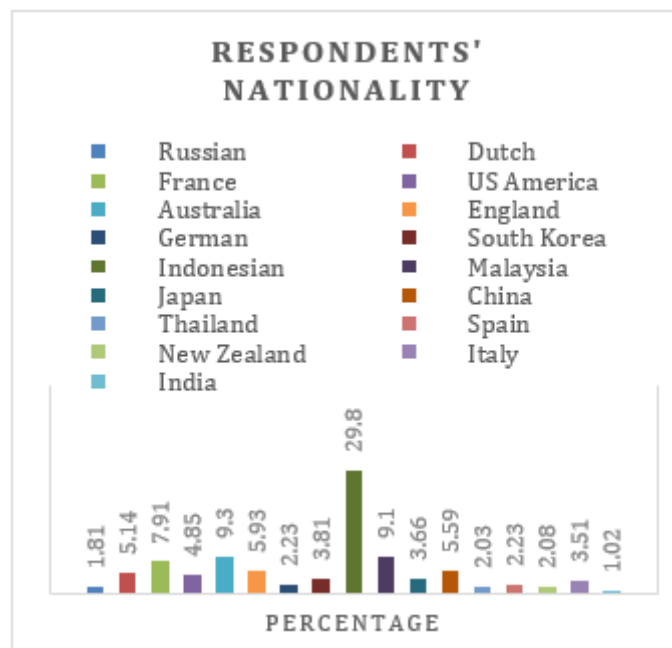 RESPONDENTS'
NATIONALITY
Russian Dutch
France US America
Australia England
German South Korea
Indonesian Malaysia
Japan China
Thailand Spain
New Zealand Italy
India
1.81 5.14 7.91 4.85 9.3 5.93 2.23 3.81 29.8 9.1 3.66 5.59 2.03 2.23 2.08 3.51 1.02
PERCENTAGE